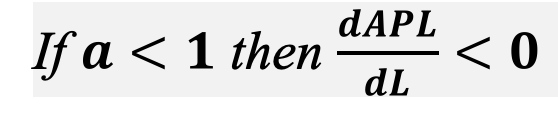 If a < 1 then dAPL/dL < 0